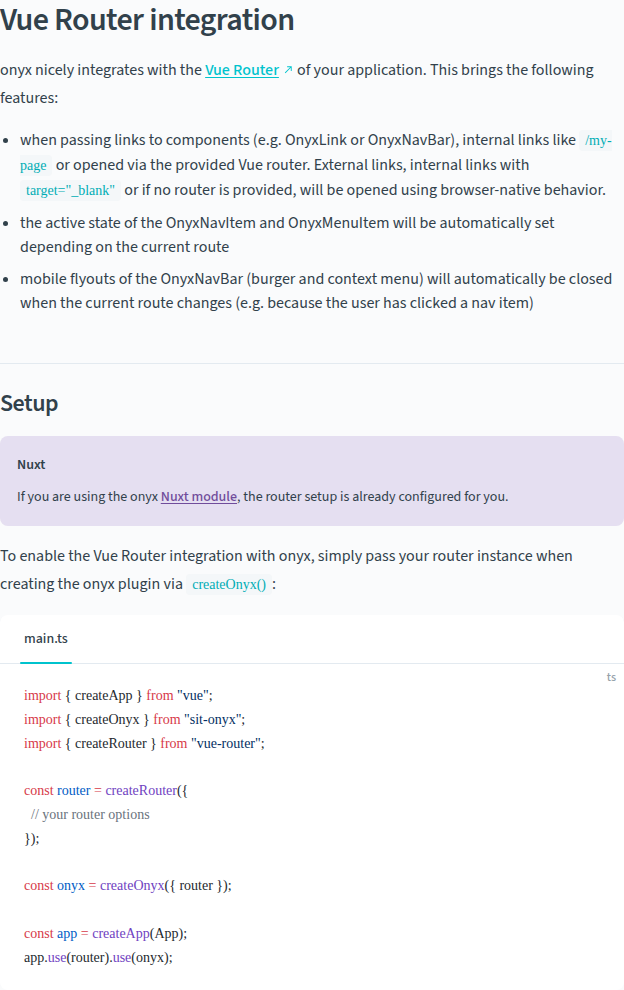 Vue Router integration
onyx nicely integrates with the Vue Router ↗ of your application. This brings the following
features:
• when passing links to components (e.g. OnyxLink or OnyxNavBar), internal links like /my-
page or opened via the provided Vue router. External links, internal links with
target="_blank" or if no router is provided, will be opened using browser-native behavior.
• the active state of the OnyxNavItem and OnyxMenuItem will be automatically set
depending on the current route
• mobile flyouts of the OnyxNavBar (burger and context menu) will automatically be closed
when the current route changes (e.g. because the user has clicked a nav item)
Setup
Nuxt
If you are using the onyx Nuxt module, the router setup is already configured for you.
To enable the Vue Router integration with onyx, simply pass your router instance when
creating the onyx plugin via createOnyx() :
main.ts
ts
import { createApp } from "vue";
import { createOnyx } from "sit-onyx";
import { createRouter } from "vue-router";
const router = createRouter({
  // your router options
});
const onyx = createOnyx({ router });
const app = createApp(App);
app.use(router).use(onyx);